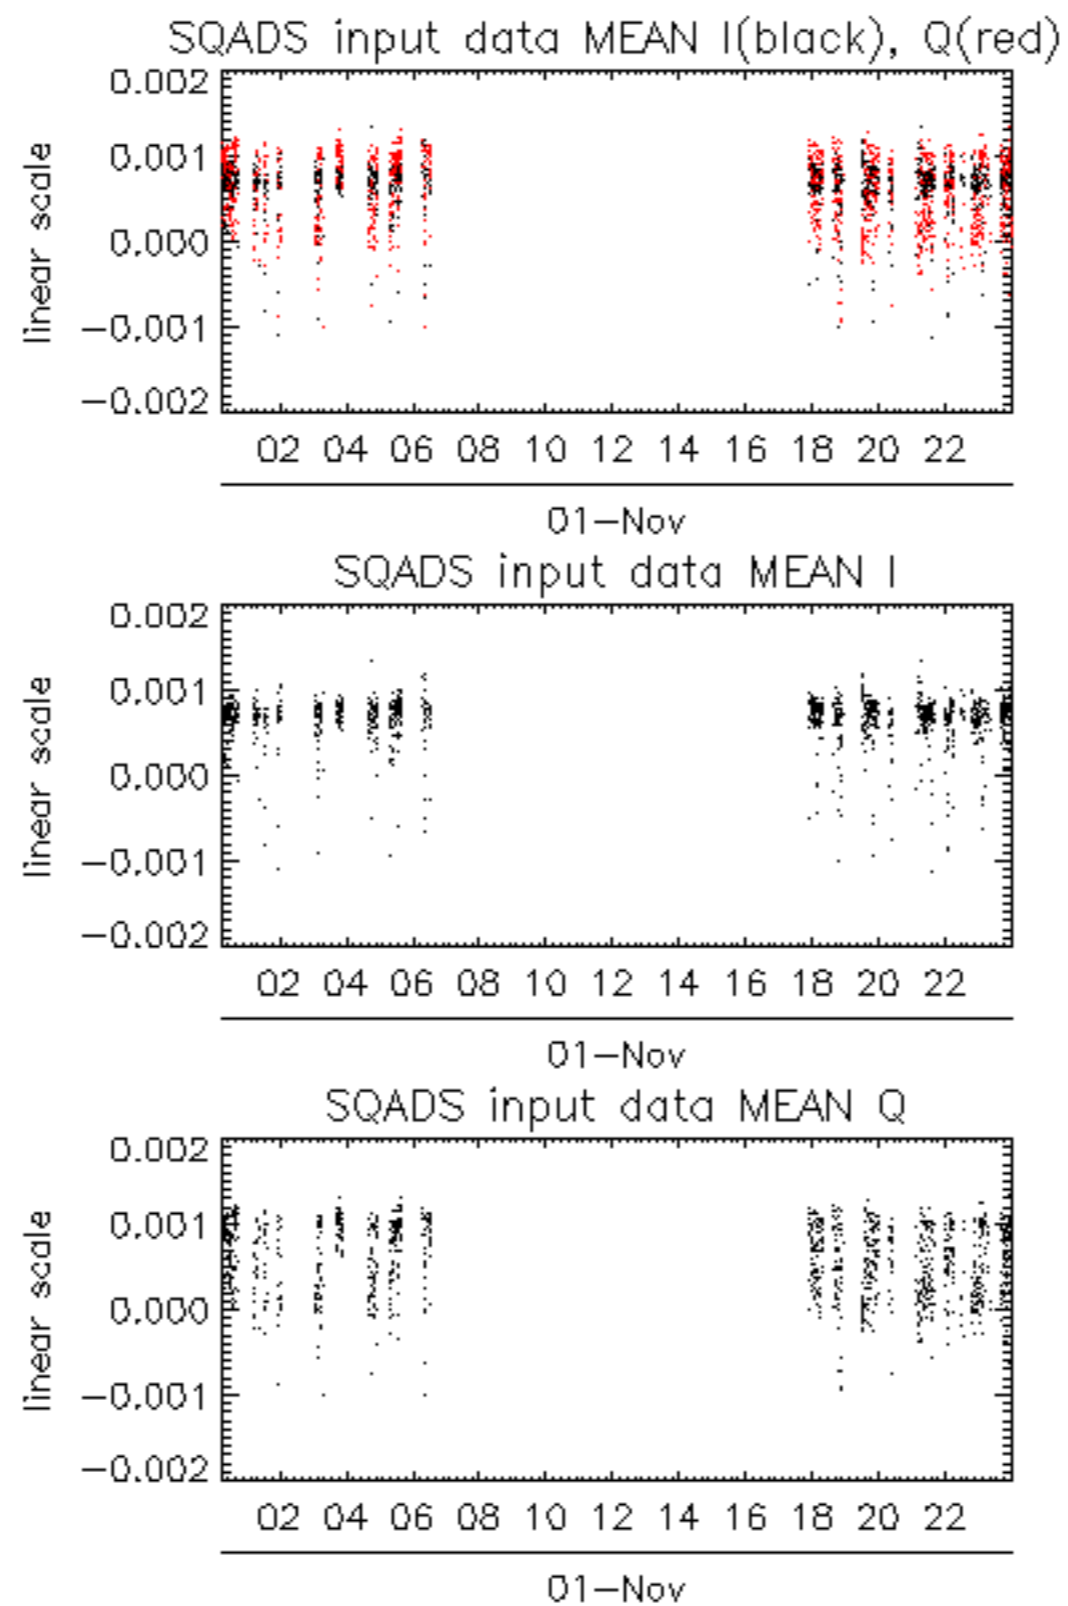 SQADS input data MEAN I(black), Q(red)
0.002
0.001
0.000
−0.001
−0.002
linear scale
02 04 06 08 10 12 14 16 18 20 22
01−Nov
SQADS input data MEAN I
0.002
0.001
0.000
−0.001
−0.002
linear scale
02 04 06 08 10 12 14 16 18 20 22
01−Nov
SQADS input data MEAN Q
0.002
0.001
0.000
−0.001
−0.002
linear scale
02 04 06 08 10 12 14 16 18 20 22
01−Nov